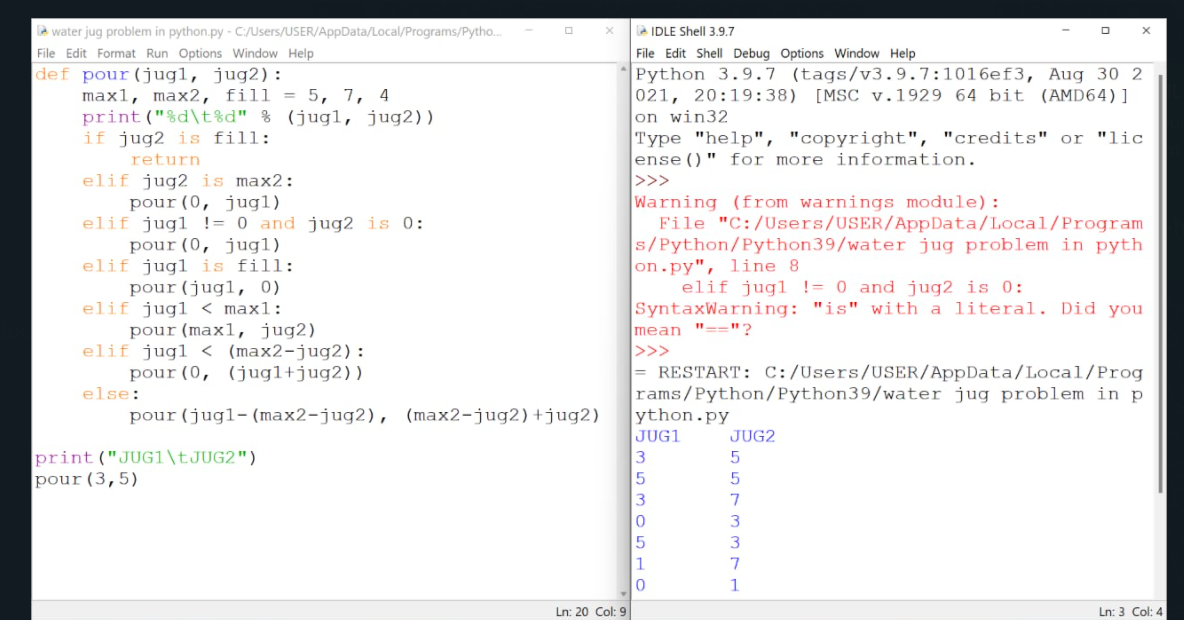 water jug problem in python.py - C:/Users/USER/AppData/Local/Programs/Pytho...
File Edit Format Run Options Window Help
def pour(jug1, jug2):
    max1, max2, fill = 5, 7, 4
    print("%d\t%d" % (jug1, jug2))
    if jug2 is fill:
        return
    elif jug2 is max2:
        pour(0, jug1)
    elif jug1 != 0 and jug2 is 0:
        pour(0, jug1)
    elif jug1 is fill:
        pour(jug1, 0)
    elif jug1 < max1:
        pour(max1, jug2)
    elif jug1 < (max2-jug2):
        pour(0, (jug1+jug2))
    else:
        pour(jug1-(max2-jug2), (max2-jug2)+jug2)
print("JUG1\tJUG2")
pour(3,5)
Ln: 20 Col: 9
IDLE Shell 3.9.7
File Edit Shell Debug Options Window Help
Python 3.9.7 (tags/v3.9.7:1016ef3, Aug 30 2
021, 20:19:38) [MSC v.1929 64 bit (AMD64)]
on win32
Type "help", "copyright", "credits" or "lic
ense()" for more information.
>>>
Warning (from warnings module):
  File "C:/Users/USER/AppData/Local/Program
s/Python/Python39/water jug problem in pyth
on.py", line 8
    elif jug1 != 0 and jug2 is 0:
SyntaxWarning: "is" with a literal. Did you
mean "=="?
>>>
= RESTART: C:/Users/USER/AppData/Local/Prog
rams/Python/Python39/water jug problem in p
ython.py
JUG1 JUG2
3 5
5 5
3 7
0 3
5 3
1 7
0 1
Ln: 3 Col: 4